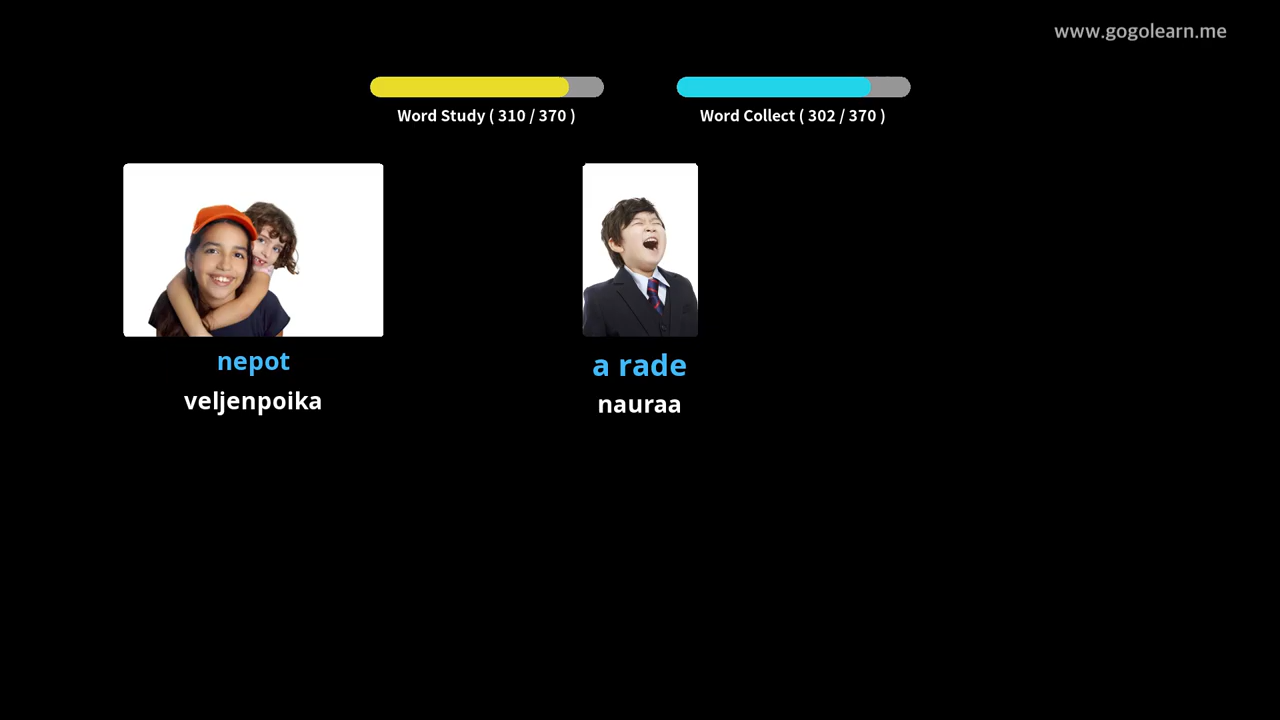 www.gogolearn.me
Word Study ( 310 / 370 )
Word Collect ( 302 / 370 )
nepot
veljenpoika
a rade
nauraa